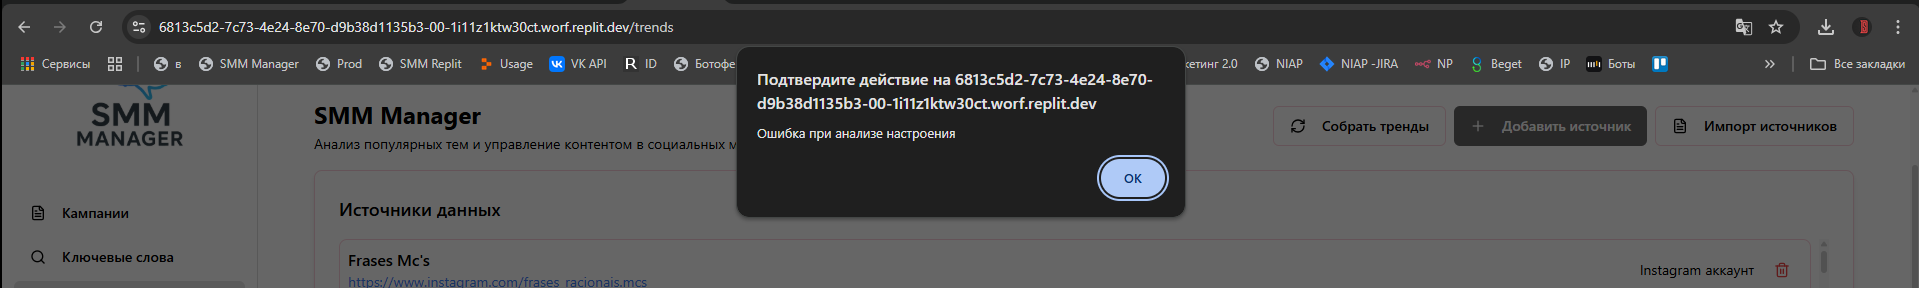 6813c5d2-7c73-4e24-8e70-d9b38d1135b3-00-1i11z1ktw30ct.worf.replit.dev/trends
Сервисы в SMM Manager Prod SMM Replit Usage VK API ID Ботофе кетинг 2.0 NIAP NIAP -JIRA NP Beget IP Боты Все закладки
Подтвердите действие на 6813c5d2-7c73-4e24-8e70-
d9b38d1135b3-00-1i11z1ktw30ct.worf.replit.dev
Ошибка при анализе настроения
ОК
SMM
MANAGER
SMM Manager
Анализ популярных тем и управление контентом в социальных м
Собрать тренды
Добавить источник
Импорт источников
Кампании
Ключевые слова
Источники данных
Frases Mc's
https://www.instagram.com/frases_racionais.mcs
Instagram аккаунт